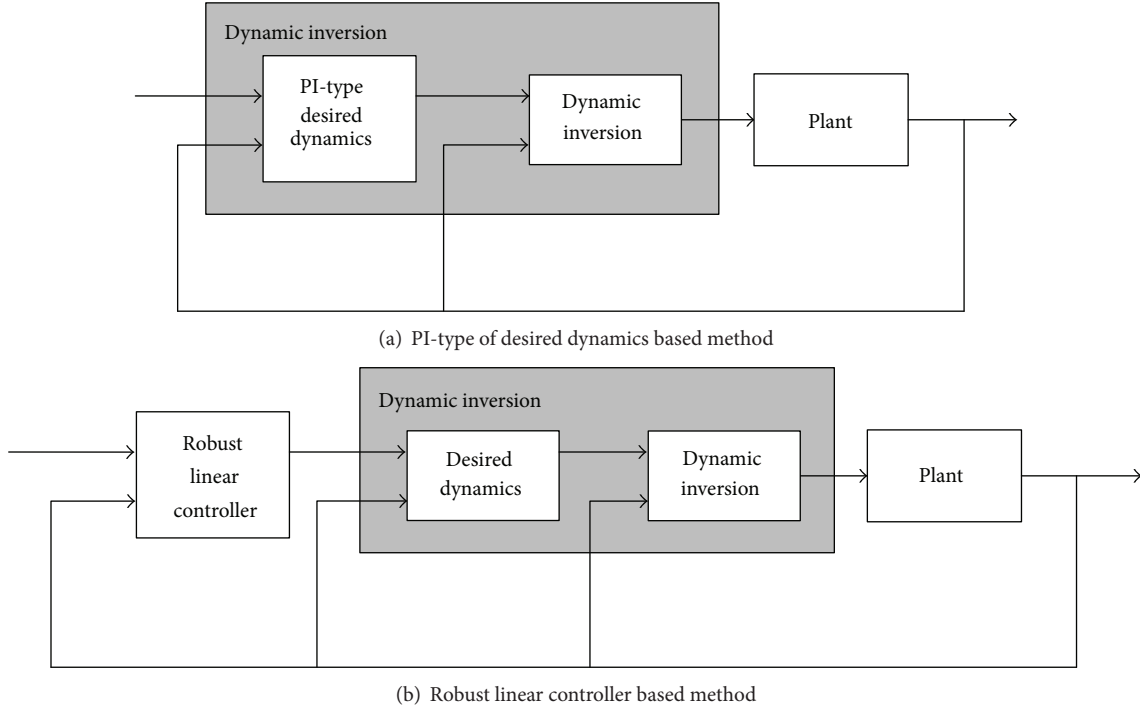 Dynamic inversion
PI-type
desired
dynamics
Dynamic
inversion
Plant
(a) PI-type of desired dynamics based method
Dynamic inversion
Robust
linear
controller
Desired
dynamics
Dynamic
inversion
Plant
(b) Robust linear controller based method